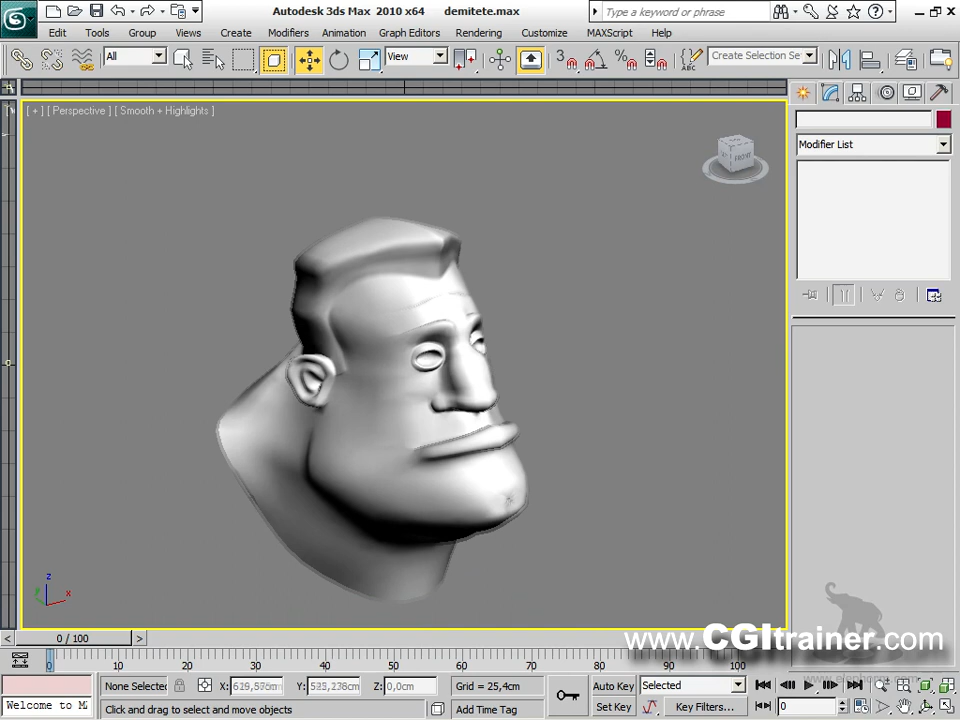 Autodesk 3ds Max 2010 x64 demitete.max
Type a keyword or phrase
Edit Tools Group Views Create Modifiers Animation Graph Editors Rendering Customize MAXScript Help
All View Create Selection Se
[ + ] [ Perspective ] [ Smooth + Highlights ]
FRONT
Modifier List
z
y x
< 0 / 100 >
www.CGItrainer.com
0 10 20 30 40 50 60 70 80 90 100
None Selected X: Y: Z: 0,0cm Grid = 25,4cm Auto Key Selected
Welcome to M Click and drag to select and move objects Add Time Tag Set Key Key Filters... 0